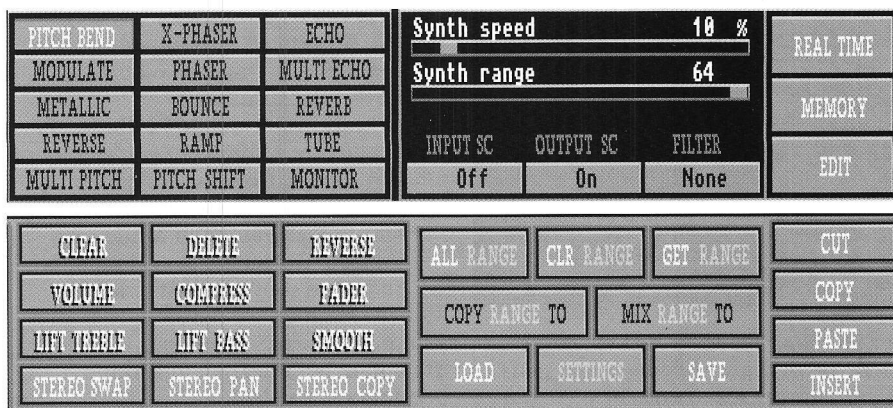 PITCH BEND X-PHASER ECHO
MODULATE PHASER MULTI ECHO
METALLIC BOUNCE REVERB
REVERSE RAMP TUBE
MULTI PITCH PITCH SHIFT MONITOR
Synth speed 10 %
Synth range 64
INPUT SC OUTPUT SC FILTER
Off On None
REAL TIME
MEMORY
EDIT
CLEAR DELETE REVERSE
VOLUME COMPRESS FADER
LIFT TREBLE LIFT BASS SMOOTH
STEREO SWAP STEREO PAN STEREO COPY
ALL RANGE CLR RANGE GET RANGE
COPY RANGE TO MIX RANGE TO
LOAD SETTINGS SAVE
CUT
COPY
PASTE
INSERT